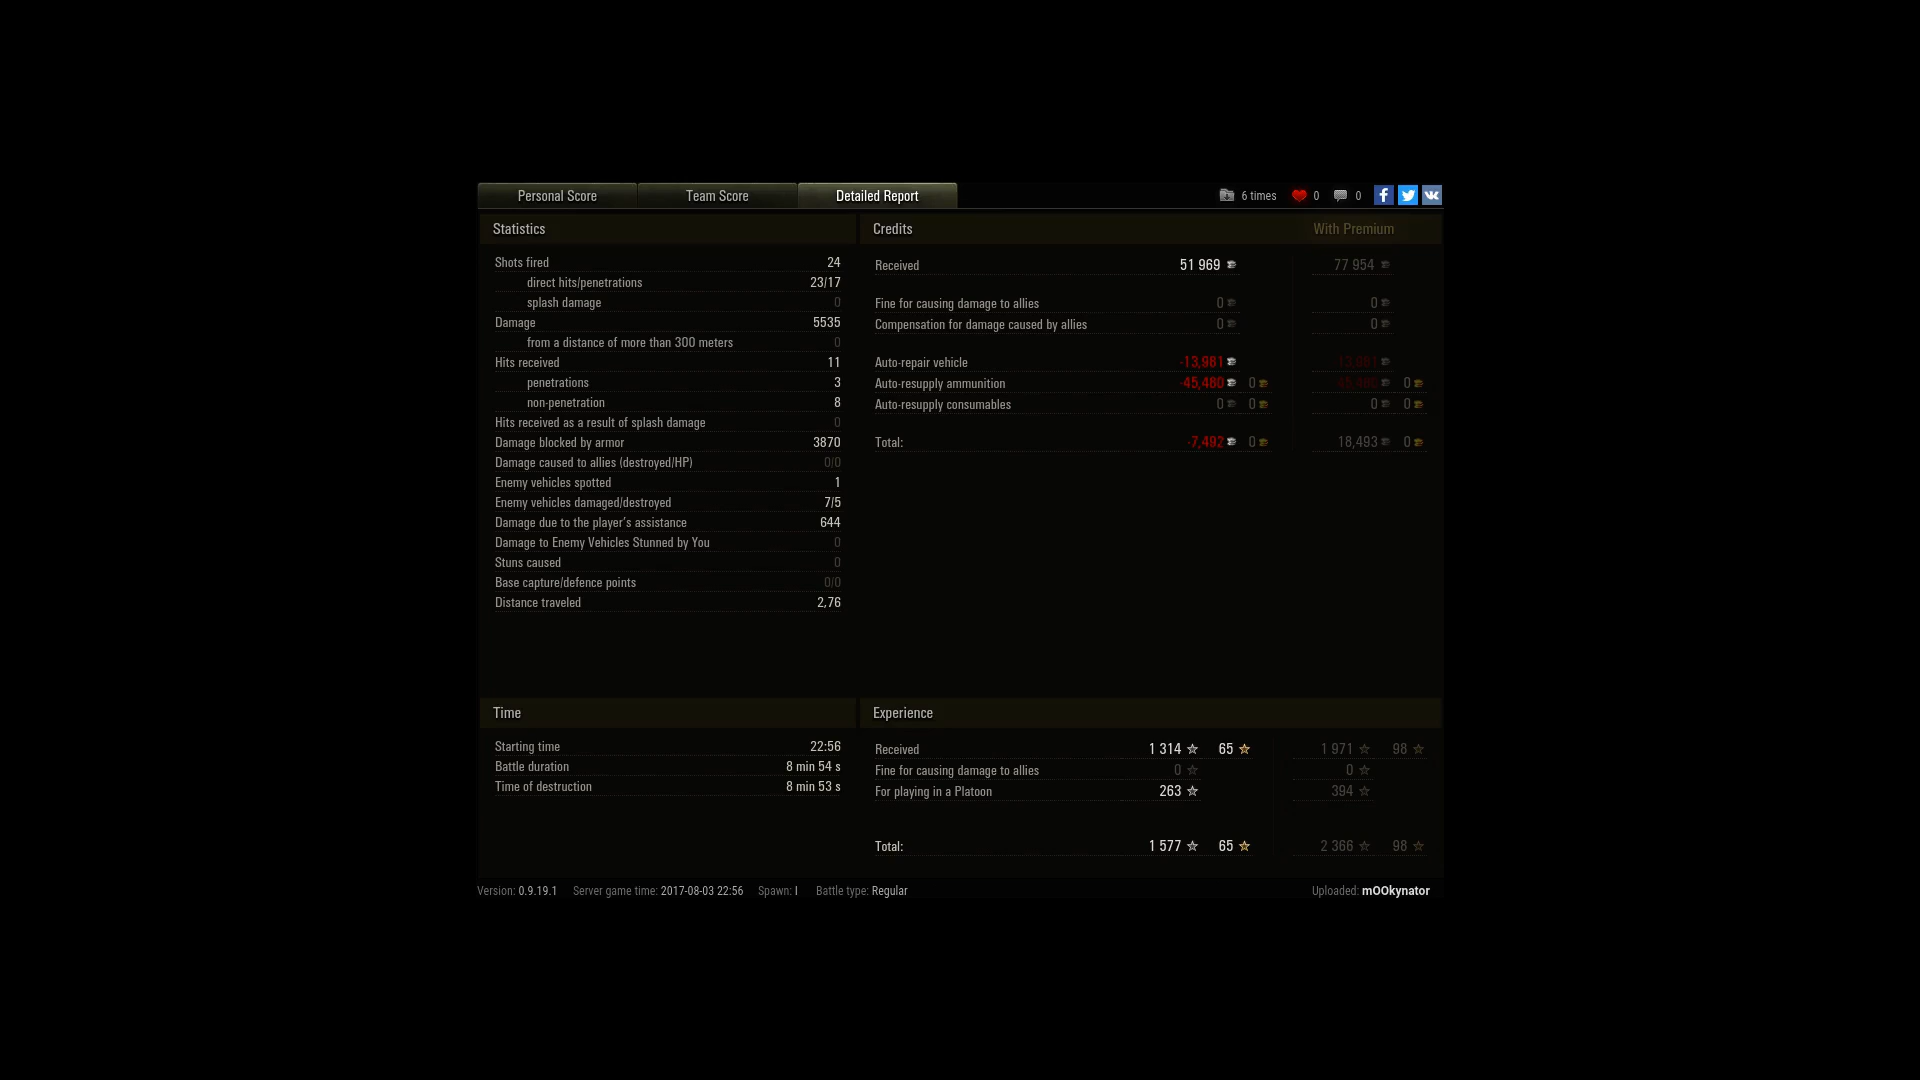 Personal Score Team Score Detailed Report 6 times 0 0
Statistics
Shots fired 24
direct hits/penetrations 23/17
splash damage 0
Damage 5535
from a distance of more than 300 meters 0
Hits received 11
penetrations 3
non-penetration 8
Hits received as a result of splash damage 0
Damage blocked by armor 3870
Damage caused to allies (destroyed/HP) 0/0
Enemy vehicles spotted 1
Enemy vehicles damaged/destroyed 7/5
Damage due to the player's assistance 644
Damage to Enemy Vehicles Stunned by You 0
Stuns caused 0
Base capture/defence points 0/0
Distance traveled 2,76
Credits With Premium
Received 51 969 77 954
Fine for causing damage to allies 0 0
Compensation for damage caused by allies 0 0
Auto-repair vehicle -13,981 -13,981
Auto-resupply ammunition -45,480 0 -45,480 0
Auto-resupply consumables 0 0 0 0
Total: -7,492 0 18,493 0
Time
Starting time 22:56
Battle duration 8 min 54 s
Time of destruction 8 min 53 s
Experience
Received 1 314 65 1 971 98
Fine for causing damage to allies 0 0
For playing in a Platoon 263 394
Total: 1 577 65 2 366 98
Version: 0.9.19.1 Server game time: 2017-08-03 22:56 Spawn: I Battle type: Regular Uploaded: mOOkynator